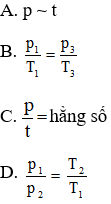 A. p ~ t
B. p₁/T₁ = p₃/T₃
C. p/t = hằng số
D. p₁/p₂ = T₂/T₁